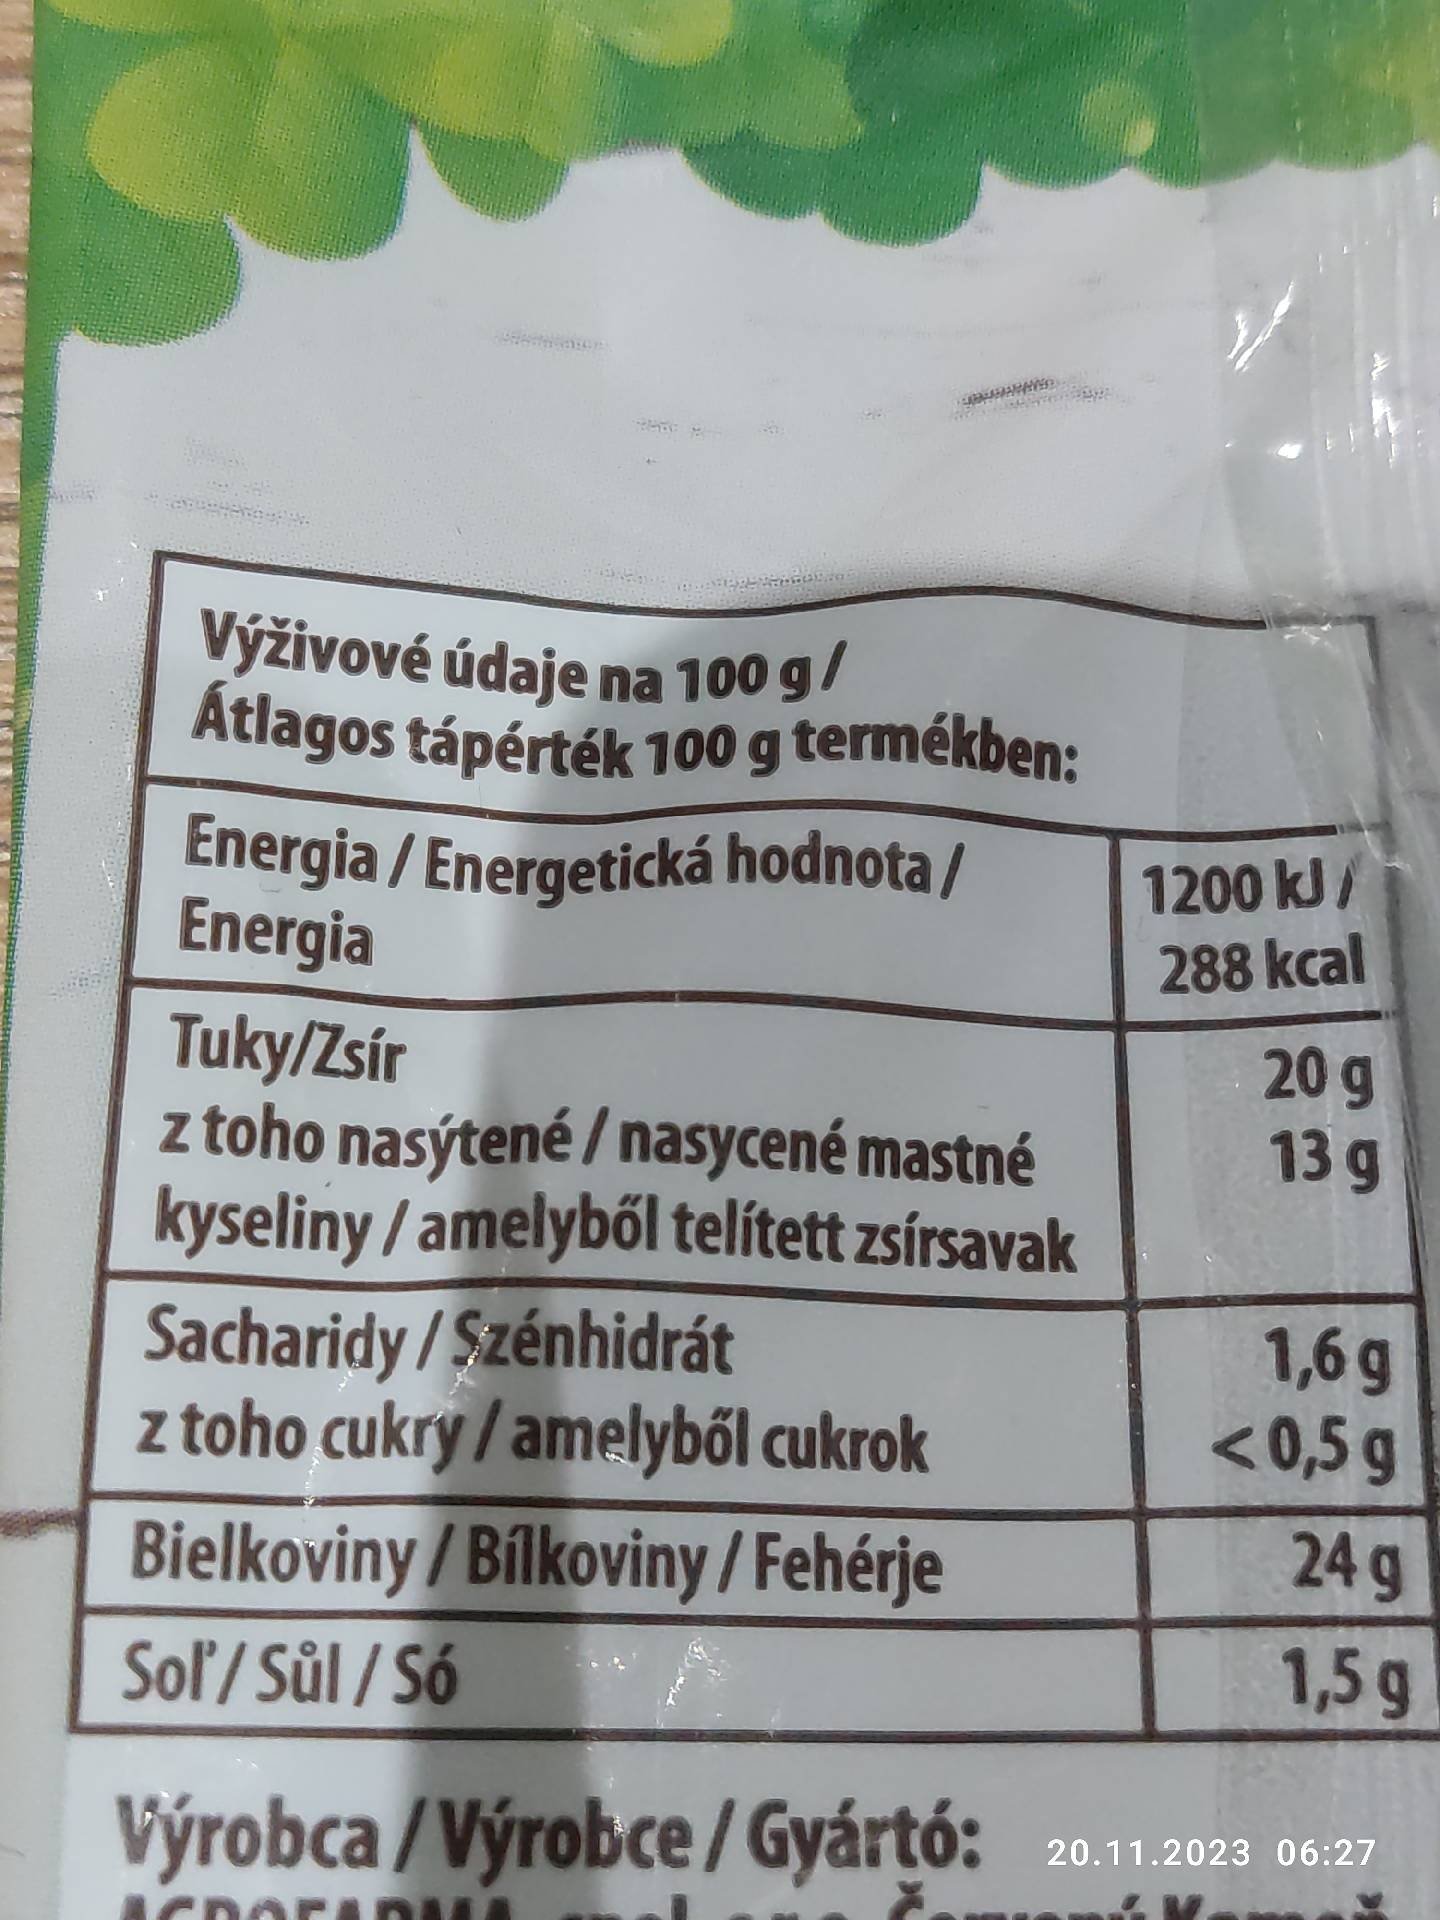 Výživové údaje na 100 g /
Átlagos tápérték 100 g termékben:
Energia / Energetická hodnota /
Energia
1200 kJ /
288 kcal
Tuky/Zsír
20 g
z toho nasýtené / nasycené mastné
13 g
kyseliny / amelyből telített zsírsavak
Sacharidy / Szénhidrát
1,6 g
z toho cukry / amelyből cukrok
< 0,5 g
Bielkoviny / Bílkoviny / Fehérje
24 g
Soľ / Sůl / Só
1,5 g
Výrobca / Výrobce / Gyártó:
20.11.2023 06:27